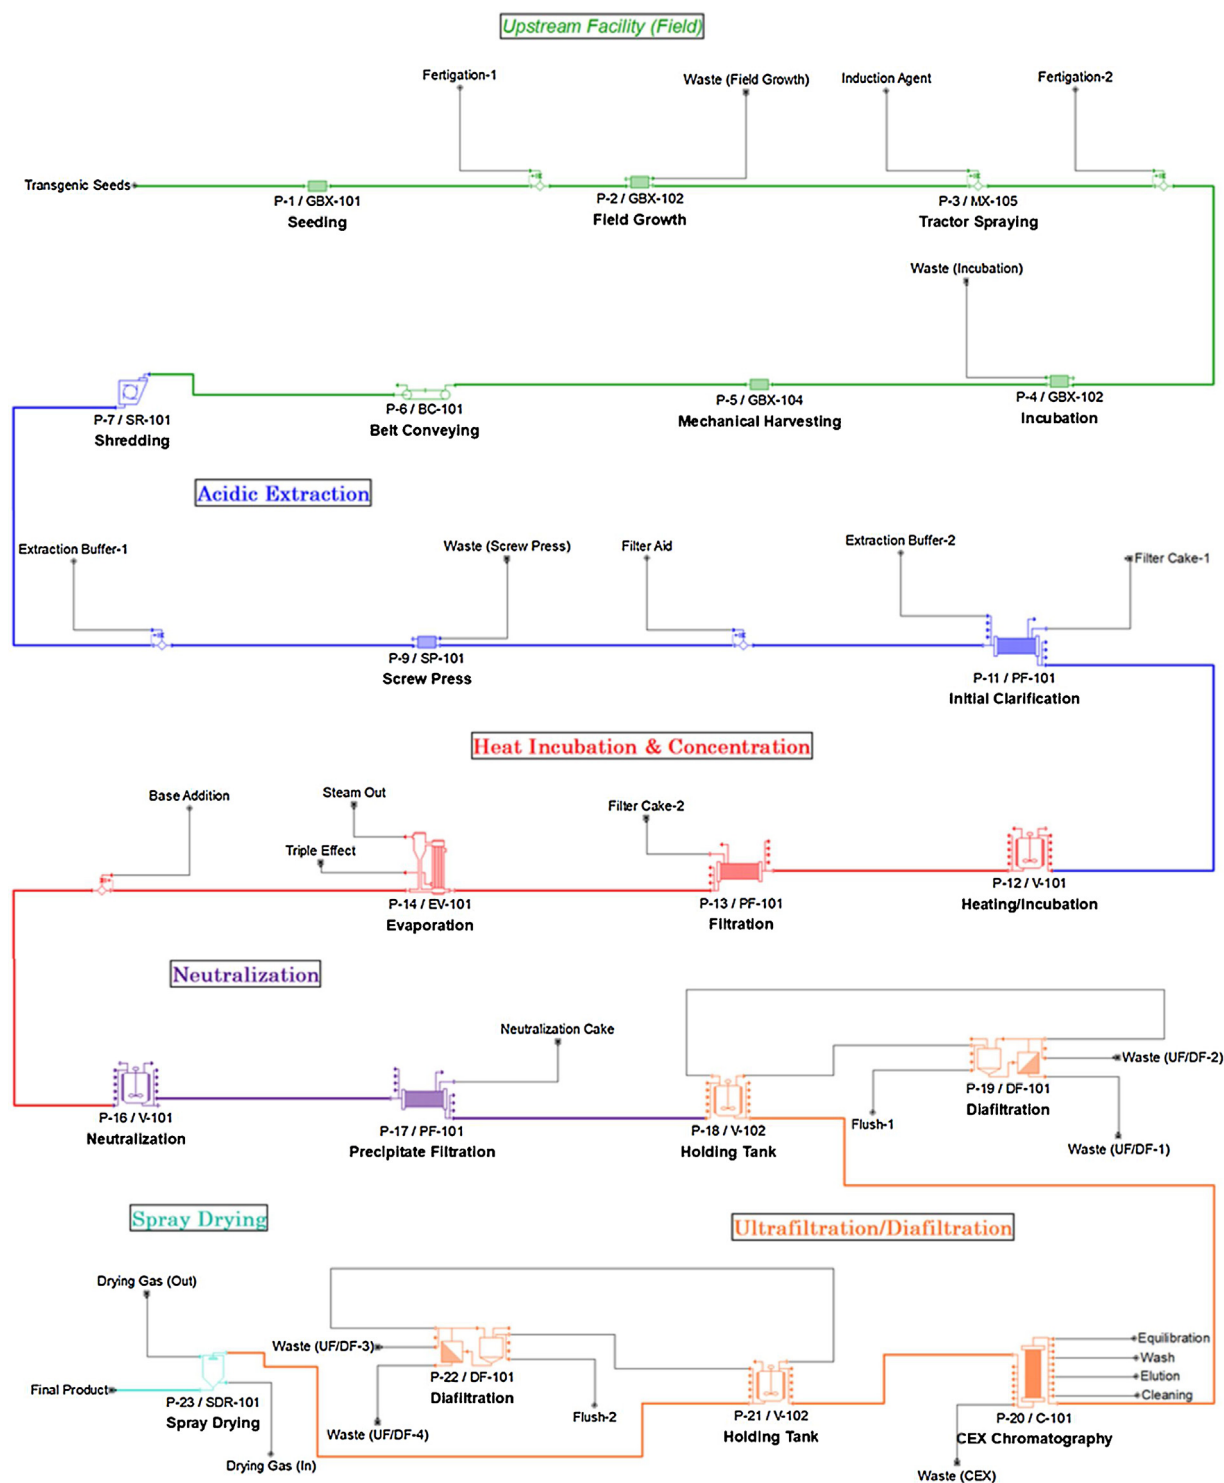 Upstream Facility (Field)
Fertigation-1
Waste (Field Growth)
Induction Agent
Fertigation-2
Transgenic Seeds
P-1 / GBX-101
Seeding
P-2 / GBX-102
Field Growth
P-3 / MX-105
Tractor Spraying
Waste (Incubation)
P-7 / SR-101
Shredding
P-6 / BC-101
Belt Conveying
P-5 / GBX-104
Mechanical Harvesting
P-4 / GBX-102
Incubation
Acidic Extraction
Extraction Buffer-1
Waste (Screw Press)
Filter Aid
Extraction Buffer-2
Filter Cake-1
P-9 / SP-101
Screw Press
P-11 / PF-101
Initial Clarification
Heat Incubation & Concentration
Base Addition
Steam Out
Triple Effect
Filter Cake-2
P-14 / EV-101
Evaporation
P-13 / PF-101
Filtration
P-12 / V-101
Heating/Incubation
Neutralization
Neutralization Cake
Waste (UF/DF-2)
P-19 / DF-101
Diafiltration
Flush-1
Waste (UF/DF-1)
P-16 / V-101
Neutralization
P-17 / PF-101
Precipitate Filtration
P-18 / V-102
Holding Tank
Spray Drying
Ultrafiltration/Diafiltration
Drying Gas (Out)
Waste (UF/DF-3)
Equilibration
Wash
Elution
Cleaning
Final Product
P-23 / SDR-101
Spray Drying
P-22 / DF-101
Diafiltration
Flush-2
Waste (UF/DF-4)
Drying Gas (In)
P-21 / V-102
Holding Tank
P-20 / C-101
CEX Chromatography
Waste (CEX)